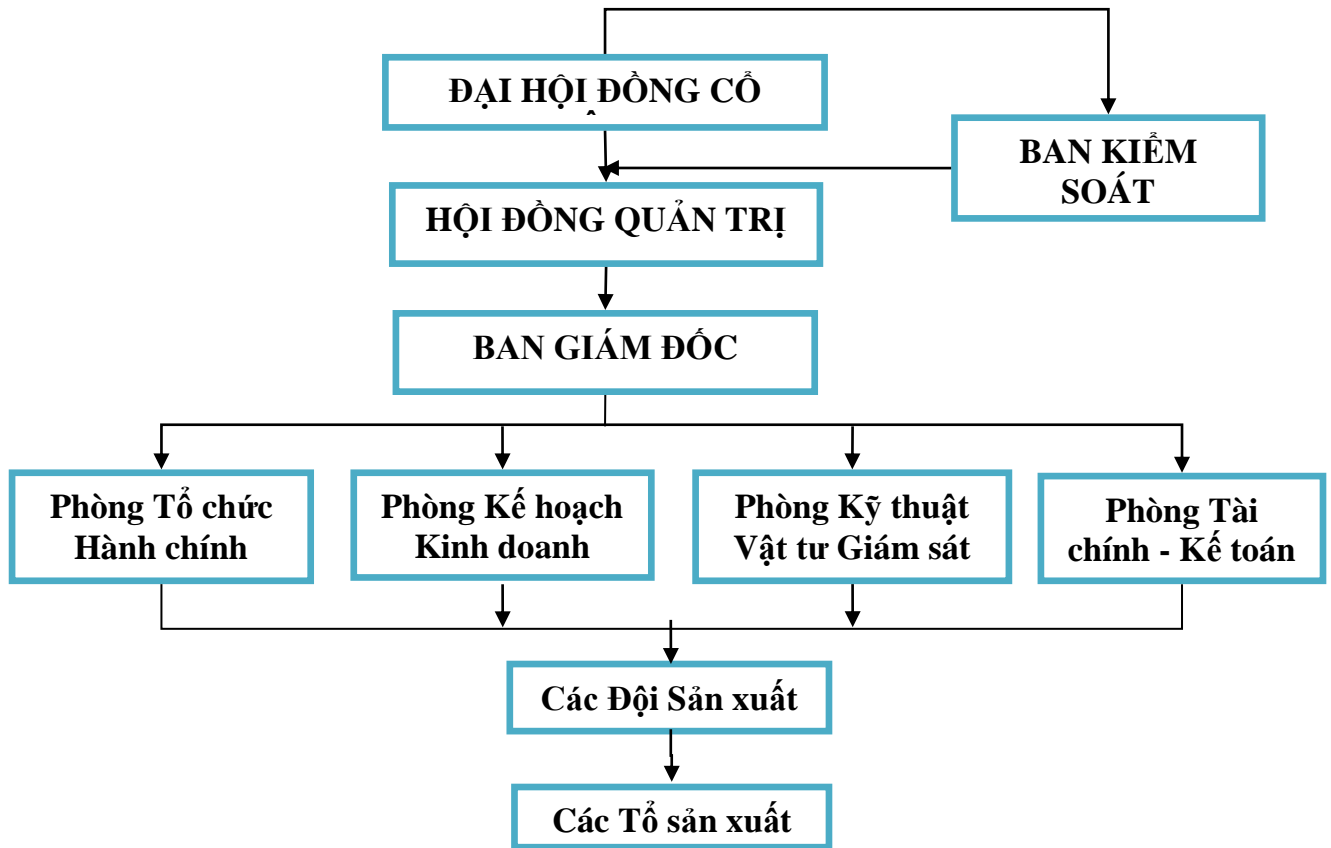 ĐẠI HỘI ĐỒNG CỔ
BAN KIỂM
SOÁT
HỘI ĐỒNG QUẢN TRỊ
BAN GIÁM ĐỐC
Phòng Tổ chức
Hành chính
Phòng Kế hoạch
Kinh doanh
Phòng Kỹ thuật
Vật tư Giám sát
Phòng Tài
chính - Kế toán
Các Đội Sản xuất
Các Tổ sản xuất